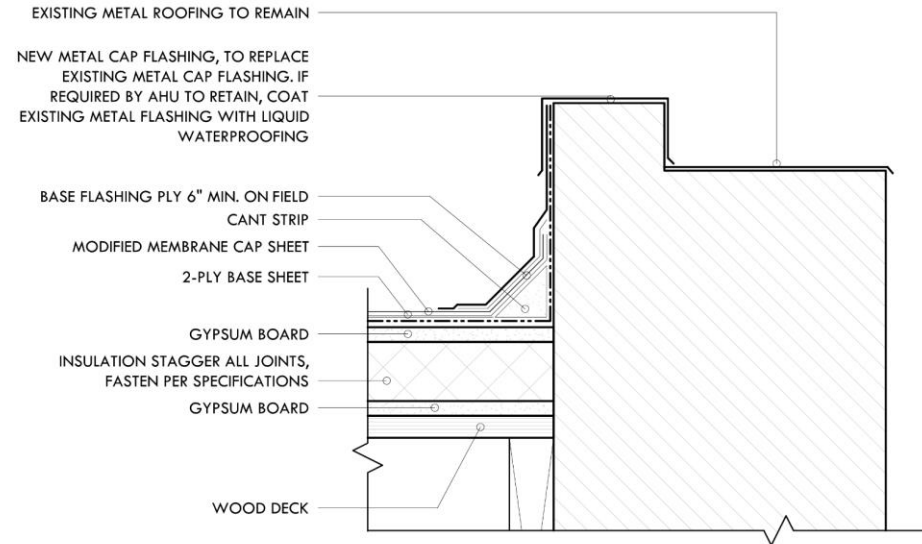 EXISTING METAL ROOFING TO REMAIN
NEW METAL CAP FLASHING, TO REPLACE
EXISTING METAL CAP FLASHING. IF
REQUIRED BY AHU TO RETAIN, COAT
EXISTING METAL FLASHING WITH LIQUID
WATERPROOFING
BASE FLASHING PLY 6" MIN. ON FIELD
CANT STRIP
MODIFIED MEMBRANE CAP SHEET
2-PLY BASE SHEET
GYPSUM BOARD
INSULATION STAGGER ALL JOINTS,
FASTEN PER SPECIFICATIONS
GYPSUM BOARD
WOOD DECK